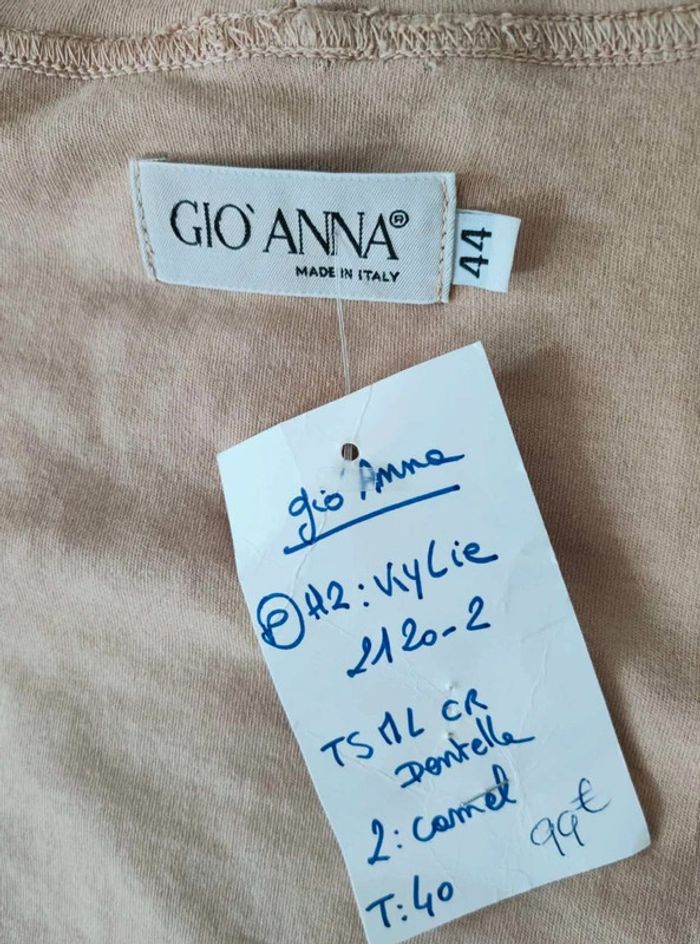 GIO' ANNA®
MADE IN ITALY
44
gio' Anna
P H2: Kylie
2120-2
TS ML CR
Dentelle
2: camel
99€
T: 40